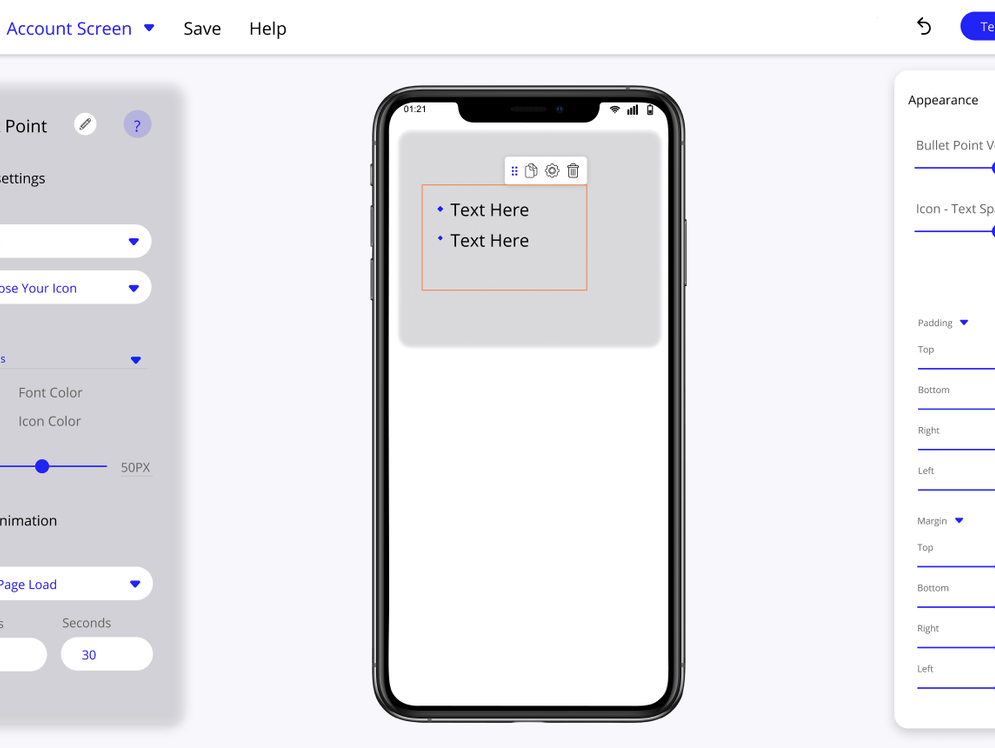 Account Screen
Save
Help
Te
Point
?
settings
ose Your Icon
s
Font Color
Icon Color
50PX
nimation
Page Load
s
Seconds
30
01:21
Text Here
Text Here
Appearance
Bullet Point V
Icon - Text Sp
Padding
Top
Bottom
Right
Left
Margin
Top
Bottom
Right
Left